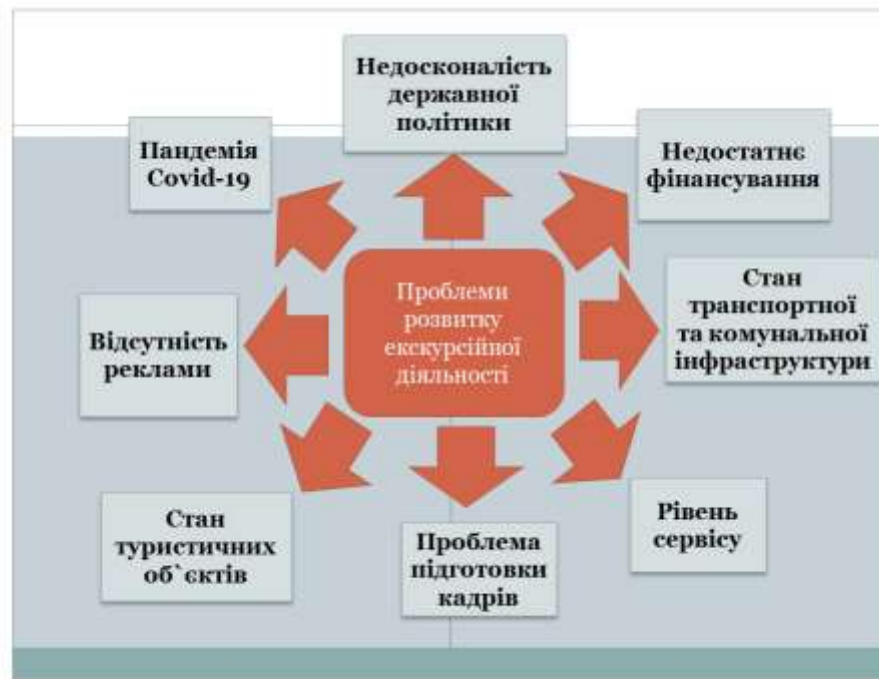 Недосконалість
державної
політики
Пандемія
Covid-19
Недостатнє
фінансування
Проблеми
розвитку
екскурсійної
діяльності
Стан
транспортної
та комунальної
інфраструктури
Відсутність
реклами
Стан
туристичних
об`єктів
Проблема
підготовки
кадрів
Рівень
сервісу